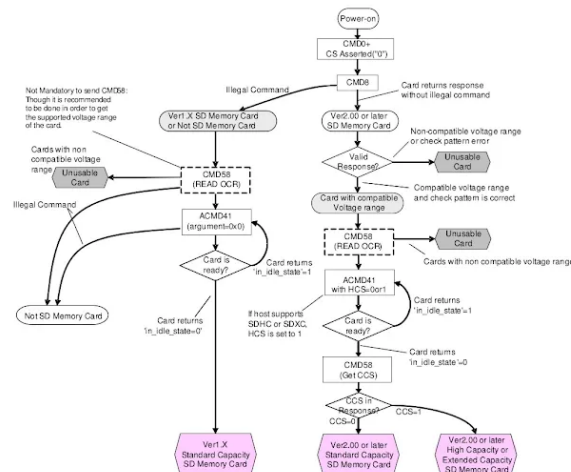 Power-on
CMD0+
CS Asserted("0")
CMD8
Illegal Command
Card returns response
without illegal command
Not Mandatory to send CMD58:
Though it is recommended
to be done in order to get
the supported voltage range
of the card.
Ver1.X SD Memory Card
or Not SD Memory Card
Ver2.00 or later
SD Memory Card
Non-compatible voltage range
or check pattern error
Cards with non
compatible voltage
range
Unusable
Card
CMD58
(READ OCR)
Valid
Response?
Unusable
Card
Compatible voltage range
and check pattern is correct
Card with compatible
Voltage range
Illegal Command
ACMD41
(argument=0x0)
CMD58
(READ OCR)
Unusable
Card
Cards with non compatible voltage range
Card is
ready?
Card returns
'in_idle_state'=1
ACMD41
with HCS=0or1
Card returns
'in_idle_state'=1
Not SD Memory Card
Card returns
'in_idle_state=0'
If host supports
SDHC or SDXC,
HCS is set to 1
Card is
ready?
Card returns
'in_idle_state'=0
CMD58
(Get CCS)
CCS in
Response?
CCS=0
CCS=1
Ver1.X
Standard Capacity
SD Memory Card
Ver2.00 or later
Standard Capacity
SD Memory Card
Ver2.00 or later
High Capacity or
Extended Capacity
SD Memory Card